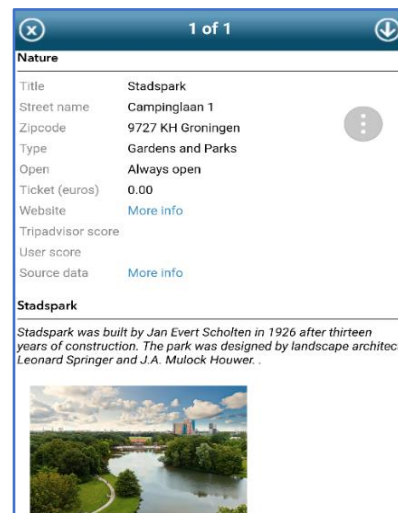 1 of 1
Nature
Title Stadspark
Street name Campinglaan 1
Zipcode 9727 KH Groningen
Type Gardens and Parks
Open Always open
Ticket (euros) 0.00
Website More info
Tripadvisor score
User score
Source data More info
Stadspark
Stadspark was built by Jan Evert Scholten in 1926 after thirteen
years of construction. The park was designed by landscape architect
Leonard Springer and J.A. Mulock Houwer. .